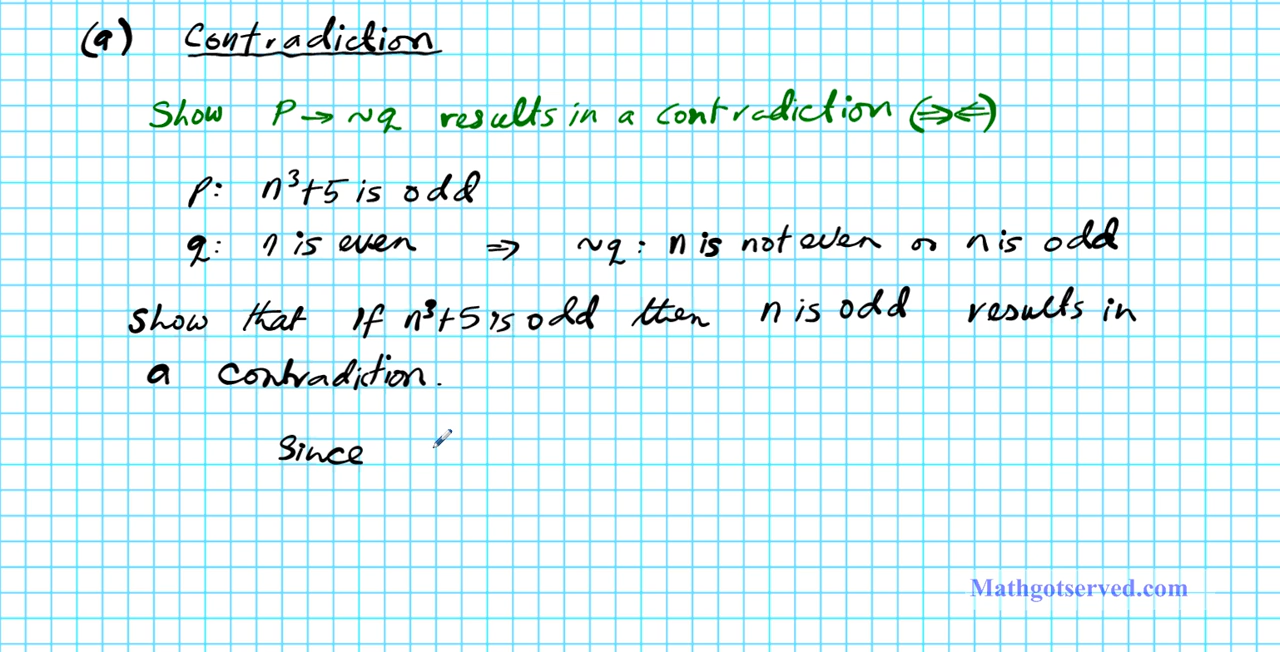 (a) Contradiction
Show P → ~q results in a contradiction (⇒⇐)
p: n³+5 is odd
q: n is even ⇒ ~q: n is not even or n is odd
Show that if n³+5 is odd then n is odd results in
a contradiction.
Since
Mathgotserved.com